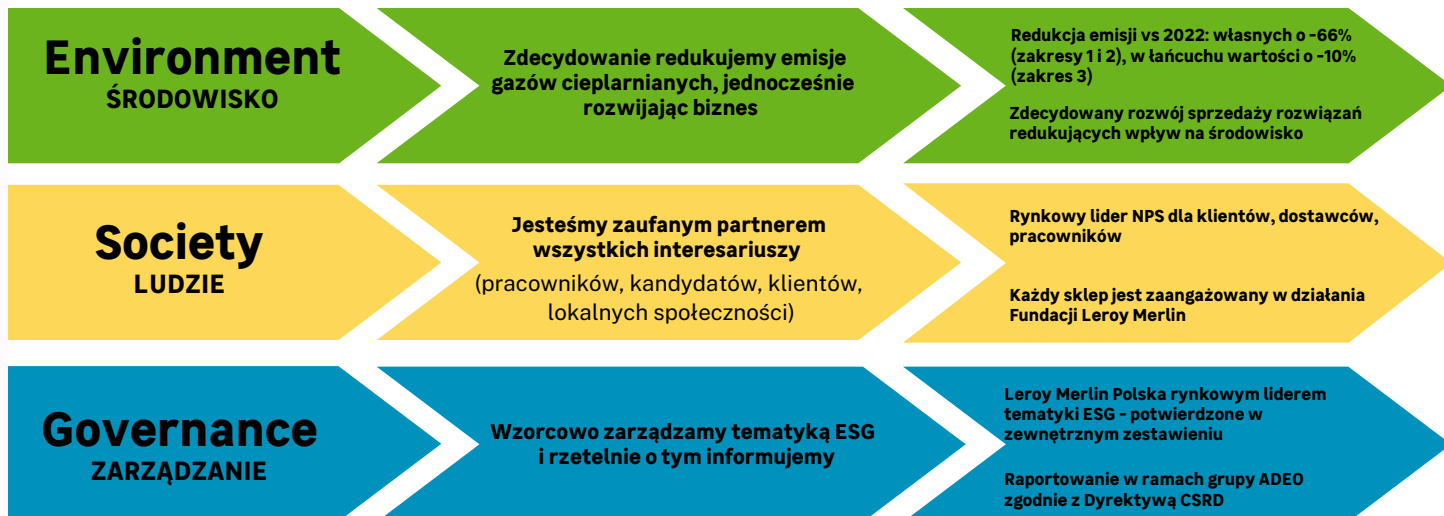 Environment
ŚRODOWISKO
Zdecydowanie redukujemy emisje
gazów cieplarnianych, jednocześnie
rozwijając biznes
Redukcja emisji vs 2022: własnych o -66%
(zakresy 1 i 2), w łańcuchu wartości o -10%
(zakres 3)
Zdecydowany rozwój sprzedaży rozwiązań
redukujących wpływ na środowisko
Society
LUDZIE
Jesteśmy zaufanym partnerem
wszystkich interesariuszy
(pracowników, kandydatów, klientów,
lokalnych społeczności)
Rynkowy lider NPS dla klientów, dostawców,
pracowników
Każdy sklep jest zaangażowany w działania
Fundacji Leroy Merlin
Governance
ZARZĄDZANIE
Wzorcowo zarządzamy tematyką ESG
i rzetelnie o tym informujemy
Leroy Merlin Polska rynkowym liderem
tematyki ESG - potwierdzone w
zewnętrznym zestawieniu
Raportowanie w ramach grupy ADEO
zgodnie z Dyrektywą CSRD